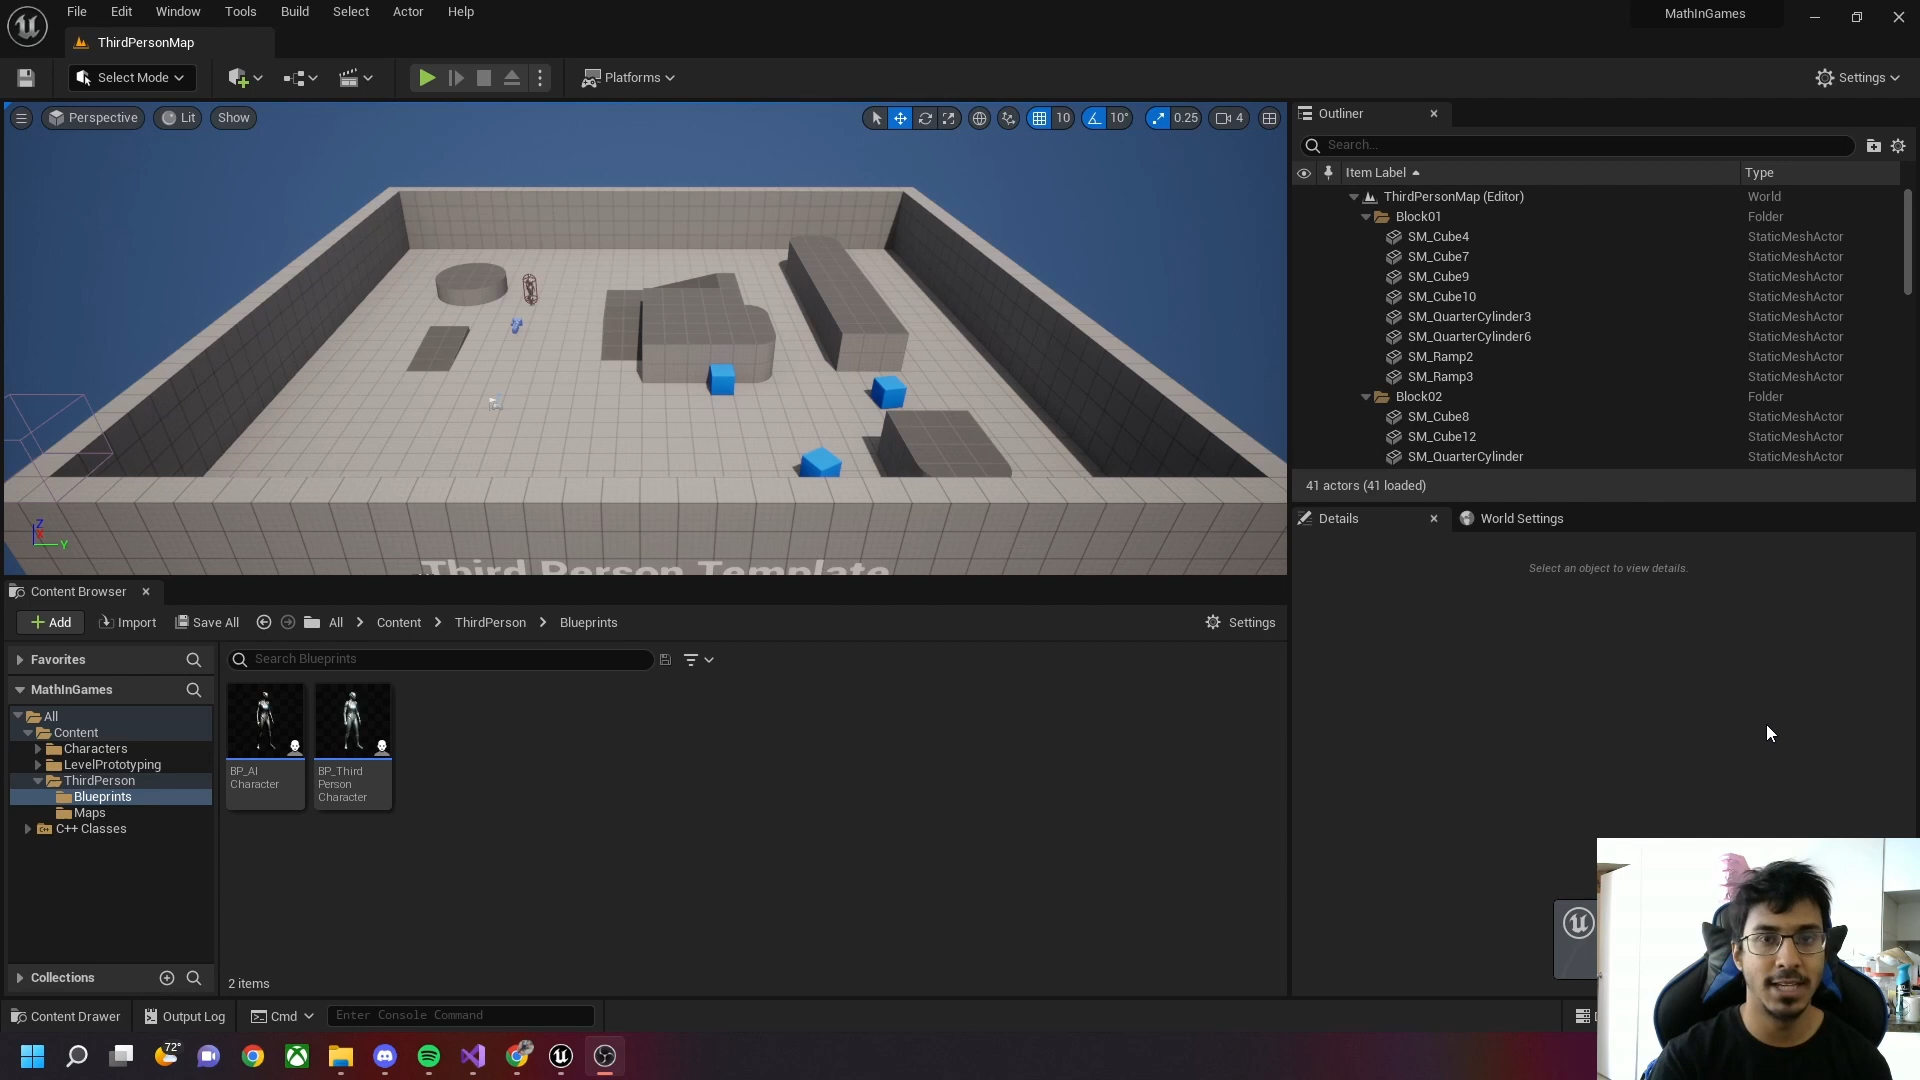 File Edit Window Tools Build Select Actor Help
MathInGames
ThirdPersonMap
Select Mode
Platforms
Settings
Perspective Lit Show
10 10° 0.25 4
Third Person Template
Z
Y
Outliner
Search...
Item Label Type
ThirdPersonMap (Editor) World
Block01 Folder
SM_Cube4 StaticMeshActor
SM_Cube7 StaticMeshActor
SM_Cube9 StaticMeshActor
SM_Cube10 StaticMeshActor
SM_QuarterCylinder3 StaticMeshActor
SM_QuarterCylinder6 StaticMeshActor
SM_Ramp2 StaticMeshActor
SM_Ramp3 StaticMeshActor
Block02 Folder
SM_Cube8 StaticMeshActor
SM_Cube12 StaticMeshActor
SM_QuarterCylinder StaticMeshActor
41 actors (41 loaded)
Details World Settings
Select an object to view details.
Content Browser
Add Import Save All All Content ThirdPerson Blueprints Settings
Favorites
Search Blueprints
MathInGames
All
Content
Characters
LevelPrototyping
ThirdPerson
Blueprints
Maps
C++ Classes
BP_AI
Character
BP_Third
Person
Character
Collections
2 items
Content Drawer Output Log Cmd Enter Console Command
72°